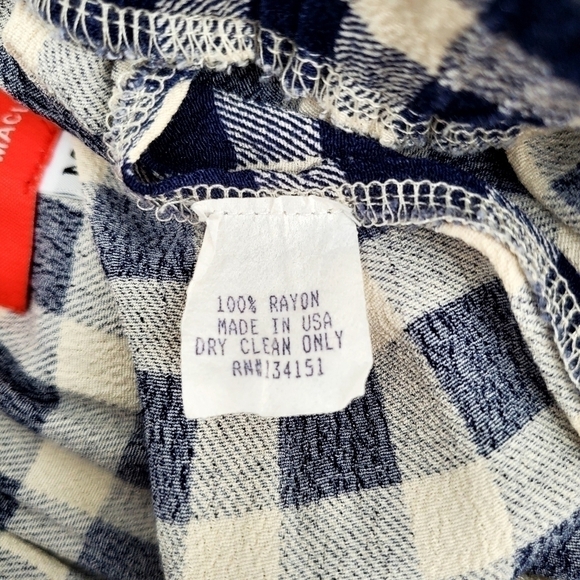 100% RAYON
MADE IN USA
DRY CLEAN ONLY
RN#134151